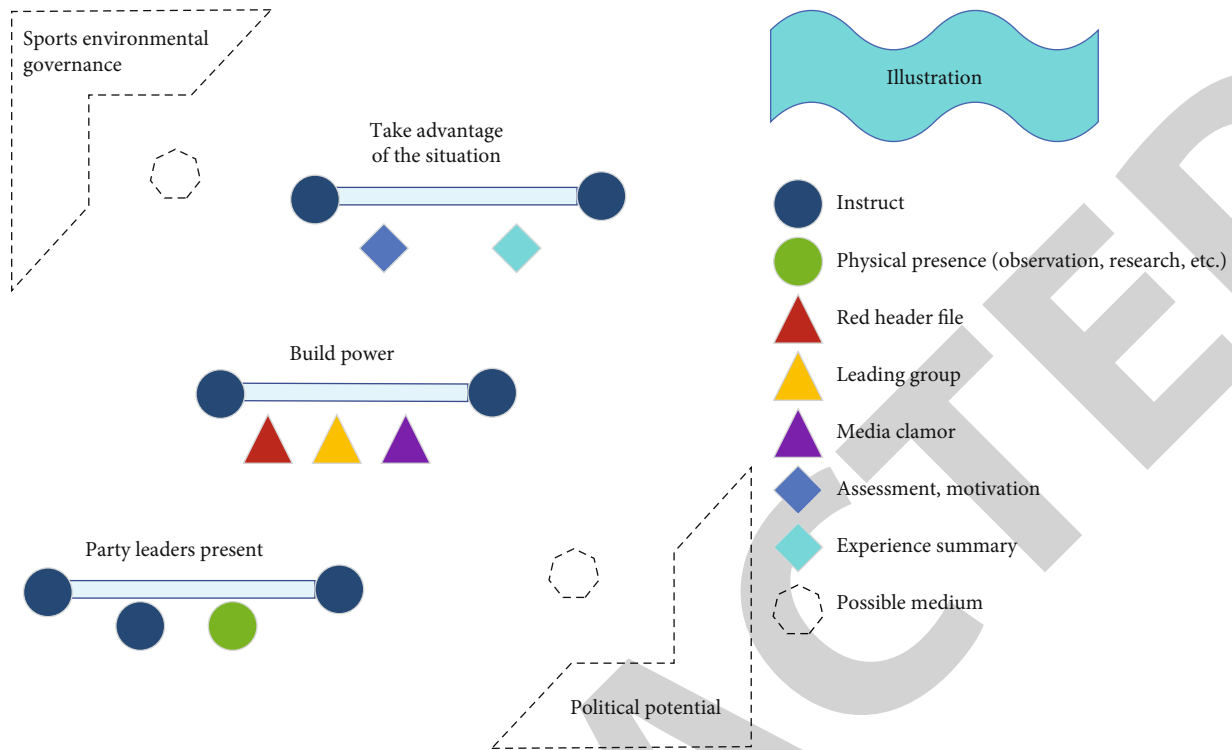 Sports environmental
governance
Illustration
Take advantage
of the situation
Instruct
Physical presence (observation, research, etc.)
Red header file
Build power
Leading group
Media clamor
Assessment, motivation
Party leaders present
Experience summary
Possible medium
Political potential